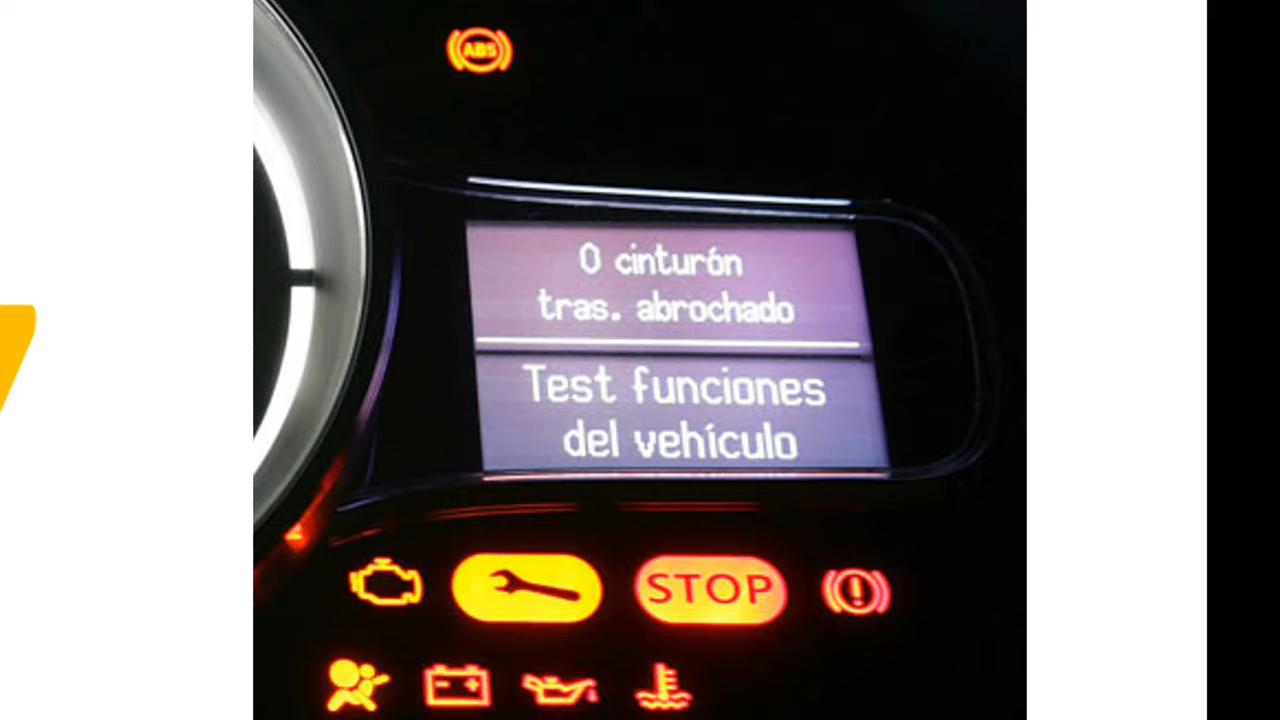 ABS
0 cinturón
tras. abrochado
Test funciones
del vehículo
STOP